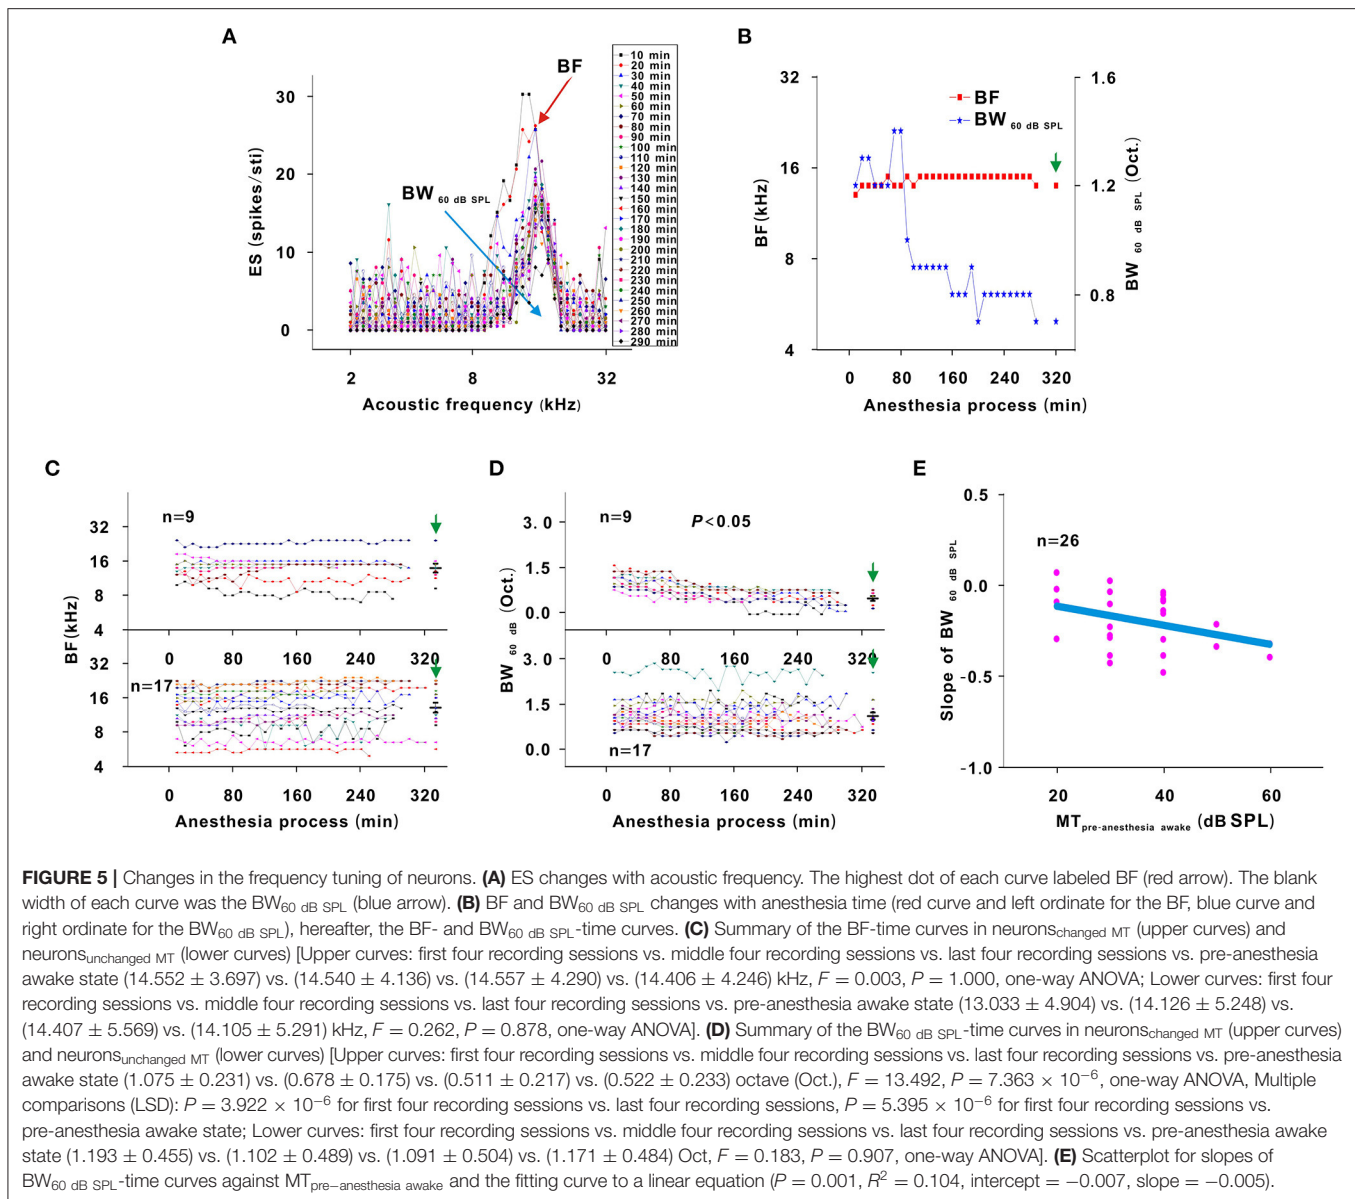 A
ES (spikes/sti)
30
20
10
0
2
8
32
Acoustic frequency (kHz)
BF
BW 60 dB SPL
10 min
20 min
30 min
40 min
50 min
60 min
70 min
80 min
90 min
100 min
110 min
120 min
130 min
140 min
150 min
160 min
170 min
180 min
190 min
200 min
210 min
220 min
230 min
240 min
250 min
260 min
270 min
280 min
290 min
B
BF (kHz)
32
16
8
4
BF
BW 60 dB SPL
1.6
1.2
0.8
BW 60 dB SPL (Oct.)
0 80 160 240 320
Anesthesia process (min)
C
BF (kHz)
n=9
32
16
8
4
0 80 160 240 320
n=17
32
16
8
4
0 80 160 240 320
Anesthesia process (min)
D
BW 60 dB (Oct.)
n=9
P<0.05
3.0
1.5
0.0
0 80 160 240 320
3.0
1.5
0.0
n=17
0 80 160 240 320
Anesthesia process (min)
E
Slope of BW 60 dB SPL
n=26
0.5
0.0
-0.5
-1.0
20 40 60
MTpre-anesthesia awake (dB SPL)
FIGURE 5 | Changes in the frequency tuning of neurons. (A) ES changes with acoustic frequency. The highest dot of each curve labeled BF (red arrow). The blank
width of each curve was the BW60 dB SPL (blue arrow). (B) BF and BW60 dB SPL changes with anesthesia time (red curve and left ordinate for the BF, blue curve and
right ordinate for the BW60 dB SPL), hereafter, the BF- and BW60 dB SPL-time curves. (C) Summary of the BF-time curves in neuronschanged MT (upper curves) and
neuronsunchanged MT (lower curves) [Upper curves: first four recording sessions vs. middle four recording sessions vs. last four recording sessions vs. pre-anesthesia
awake state (14.552 ± 3.697) vs. (14.540 ± 4.136) vs. (14.557 ± 4.290) vs. (14.406 ± 4.246) kHz, F = 0.003, P = 1.000, one-way ANOVA; Lower curves: first four
recording sessions vs. middle four recording sessions vs. last four recording sessions vs. pre-anesthesia awake state (13.033 ± 4.904) vs. (14.126 ± 5.248) vs.
(14.407 ± 5.569) vs. (14.105 ± 5.291) kHz, F = 0.262, P = 0.878, one-way ANOVA]. (D) Summary of the BW60 dB SPL-time curves in neuronschanged MT (upper curves)
and neuronsunchanged MT (lower curves) [Upper curves: first four recording sessions vs. middle four recording sessions vs. last four recording sessions vs. pre-anesthesia
awake state (1.075 ± 0.231) vs. (0.678 ± 0.175) vs. (0.511 ± 0.217) vs. (0.522 ± 0.233) octave (Oct.), F = 13.492, P = 7.363 × 10−6, one-way ANOVA, Multiple
comparisons (LSD): P = 3.922 × 10−6 for first four recording sessions vs. last four recording sessions, P = 5.395 × 10−6 for first four recording sessions vs.
pre-anesthesia awake state; Lower curves: first four recording sessions vs. middle four recording sessions vs. last four recording sessions vs. pre-anesthesia awake
state (1.193 ± 0.455) vs. (1.102 ± 0.489) vs. (1.091 ± 0.504) vs. (1.171 ± 0.484) Oct, F = 0.183, P = 0.907, one-way ANOVA]. (E) Scatterplot for slopes of
BW60 dB SPL-time curves against MTpre−anesthesia awake and the fitting curve to a linear equation (P = 0.001, R2 = 0.104, intercept = −0.007, slope = −0.005).